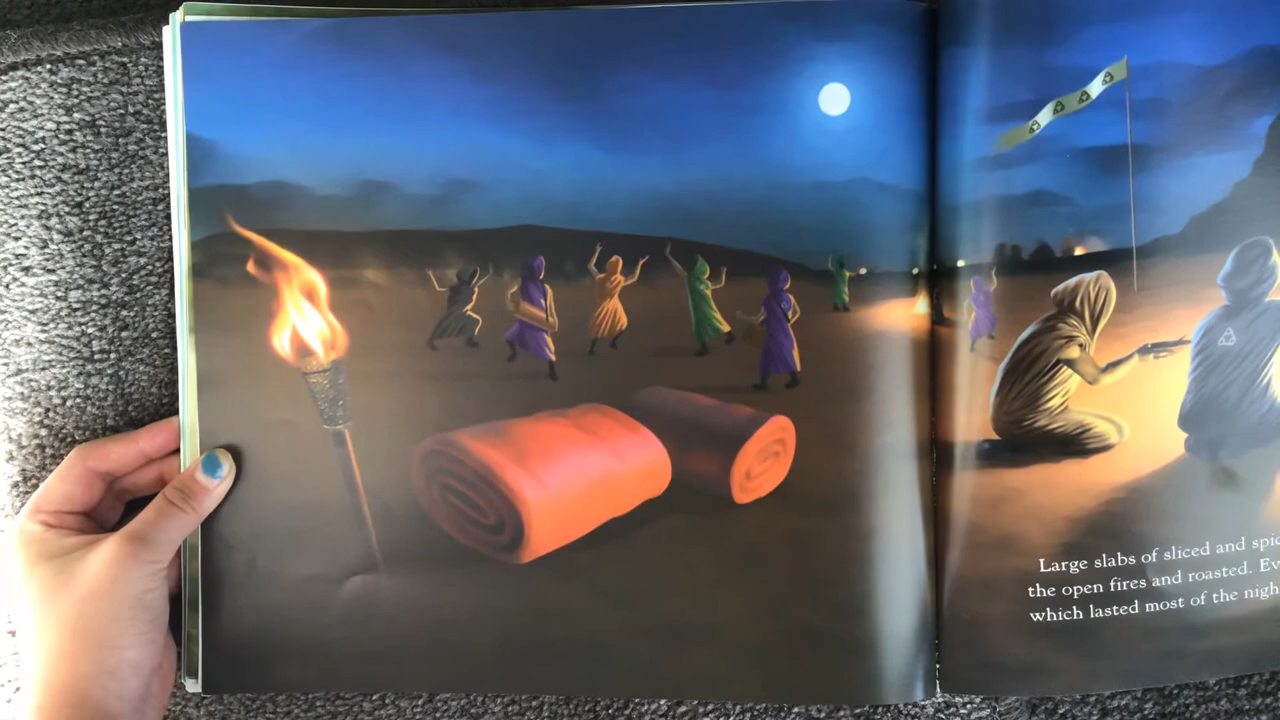 Large slabs of sliced and spic
the open fires and roasted. Ev
which lasted most of the nigh